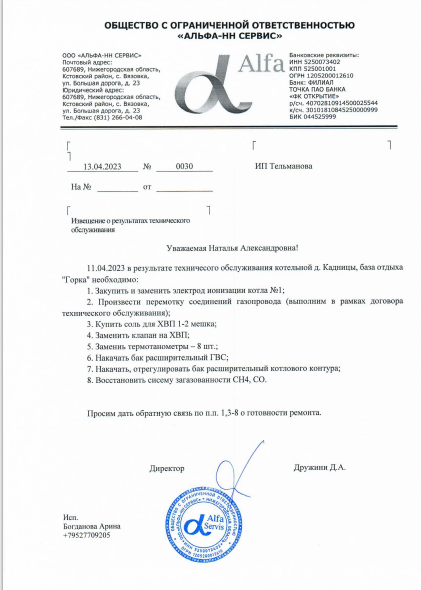 ОБЩЕСТВО С ОГРАНИЧЕННОЙ ОТВЕТСТВЕННОСТЬЮ
«АЛЬФА-НН СЕРВИС»
ООО «АЛЬФА-НН СЕРВИС»
Почтовый адрес:
607689, Нижегородская область,
Кстовский район, с. Вязовка,
ул. Большая дорога, д. 23
Юридический адрес:
607689, Нижегородская область,
Кстовский район, с. Вязовка,
ул. Большая дорога, д. 23
Тел./Факс (831) 266-04-08
Alfa
Банковские реквизиты:
ИНН 5250073402
КПП 525001001
ОГРН 1205200012610
Банк: ФИЛИАЛ
ТОЧКА ПАО БАНКА
«ФК ОТКРЫТИЕ»
р/сч. 40702810914500025544
к/сч. 30101810845250000999
БИК 044525999
13.04.2023 № 0030
ИП Тельманова
На № от
Извещение о результатах технического
обслуживания
Уважаемая Наталья Александровна!
11.04.2023 в результате техничесого обслуживания котельной д. Кадницы, база отдыха
"Горка" необходимо:
1. Закупить и заменить электрод ионизации котла №1;
2. Произвести перемотку соединений газопровода (выполним в рамках договора
технического обслуживания);
3. Купить соль для ХВП 1-2 мешка;
4. Заменить клапан на ХВП;
5. Замениь термотанометры – 8 шт.;
6. Накачать бак расширительный ГВС;
7. Накачать, отрегулировать бак расширительный котлового контура;
8. Восстановить сисему загазованности СН4, СО.
Просим дать обратную связь по п.п. 1,3-8 о готовности ремонта.
Директор
Дружини Д.А.
Alfa
Servis
Исп.
Богданова Арина
+79527709205